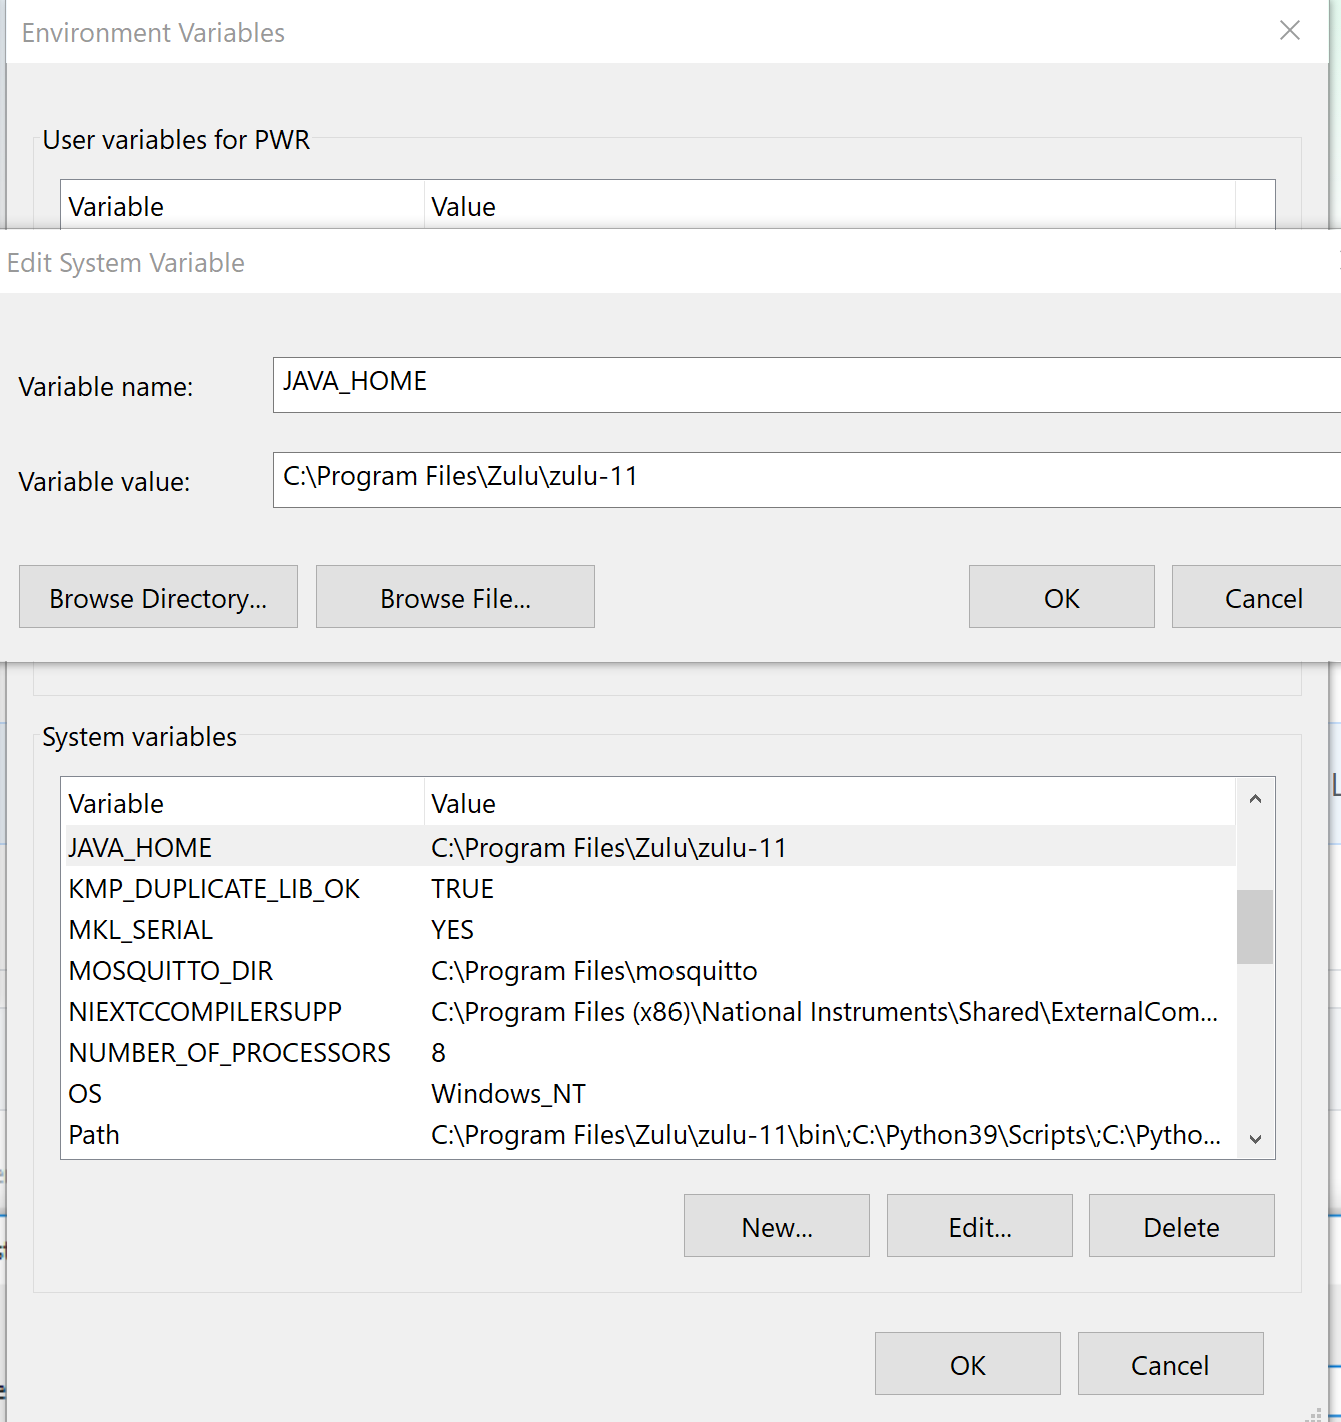 Environment Variables
User variables for PWR
Variable Value
Edit System Variable
Variable name: JAVA_HOME
Variable value: C:\Program Files\Zulu\zulu-11
Browse Directory... Browse File... OK Cancel
System variables
Variable Value
JAVA_HOME C:\Program Files\Zulu\zulu-11
KMP_DUPLICATE_LIB_OK TRUE
MKL_SERIAL YES
MOSQUITTO_DIR C:\Program Files\mosquitto
NIEXTCCOMPILERSUPP C:\Program Files (x86)\National Instruments\Shared\ExternalCom...
NUMBER_OF_PROCESSORS 8
OS Windows_NT
Path C:\Program Files\Zulu\zulu-11\bin\;C:\Python39\Scripts\;C:\Pytho...
New... Edit... Delete
OK Cancel